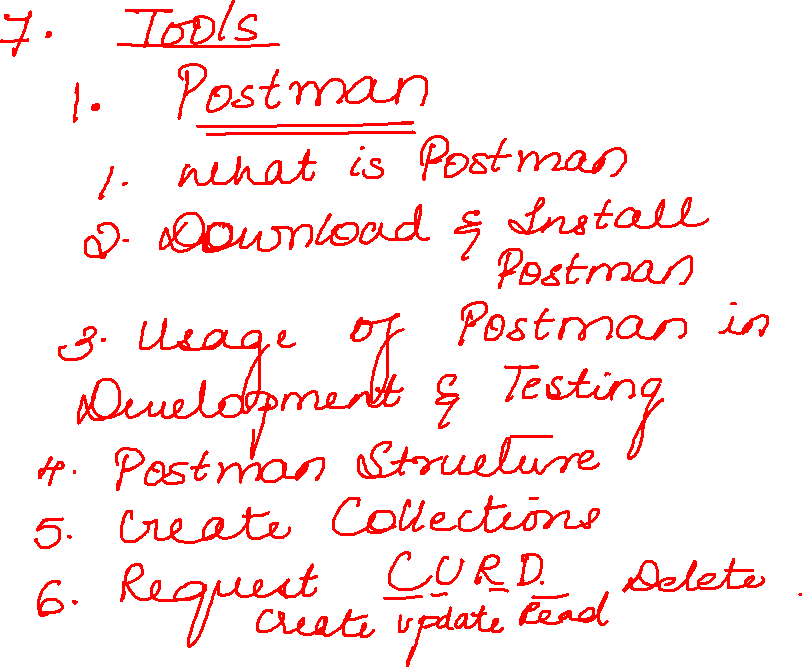 7. Tools
1. Postman
1. what is Postman
2. Download & Install
Postman
3. Usage of Postman in
Development & Testing
4. Postman Structure
5. Create Collections
6. Request C.U.R.D. Delete
Create update Read